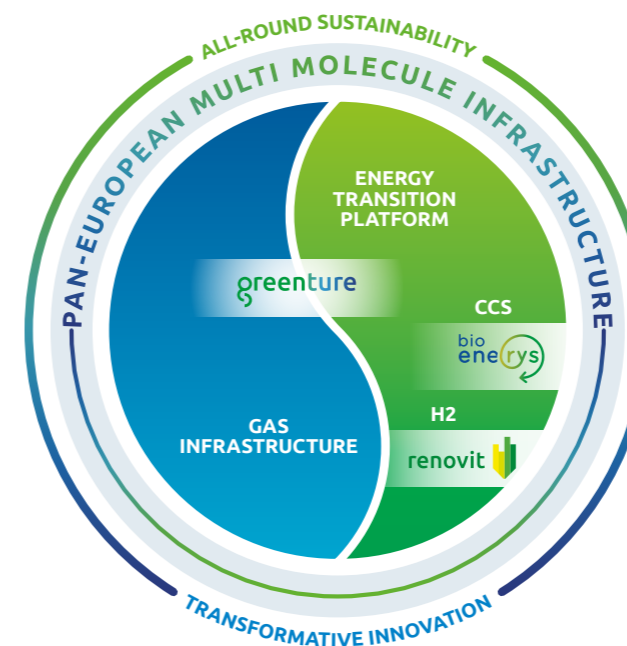 ALL-ROUND SUSTAINABILITY
PAN-EUROPEAN MULTI MOLECULE INFRASTRUCTURE
ENERGY
TRANSITION
PLATFORM
greenture
CCS
bio
enerys
H2
GAS
INFRASTRUCTURE
renovit
TRANSFORMATIVE INNOVATION